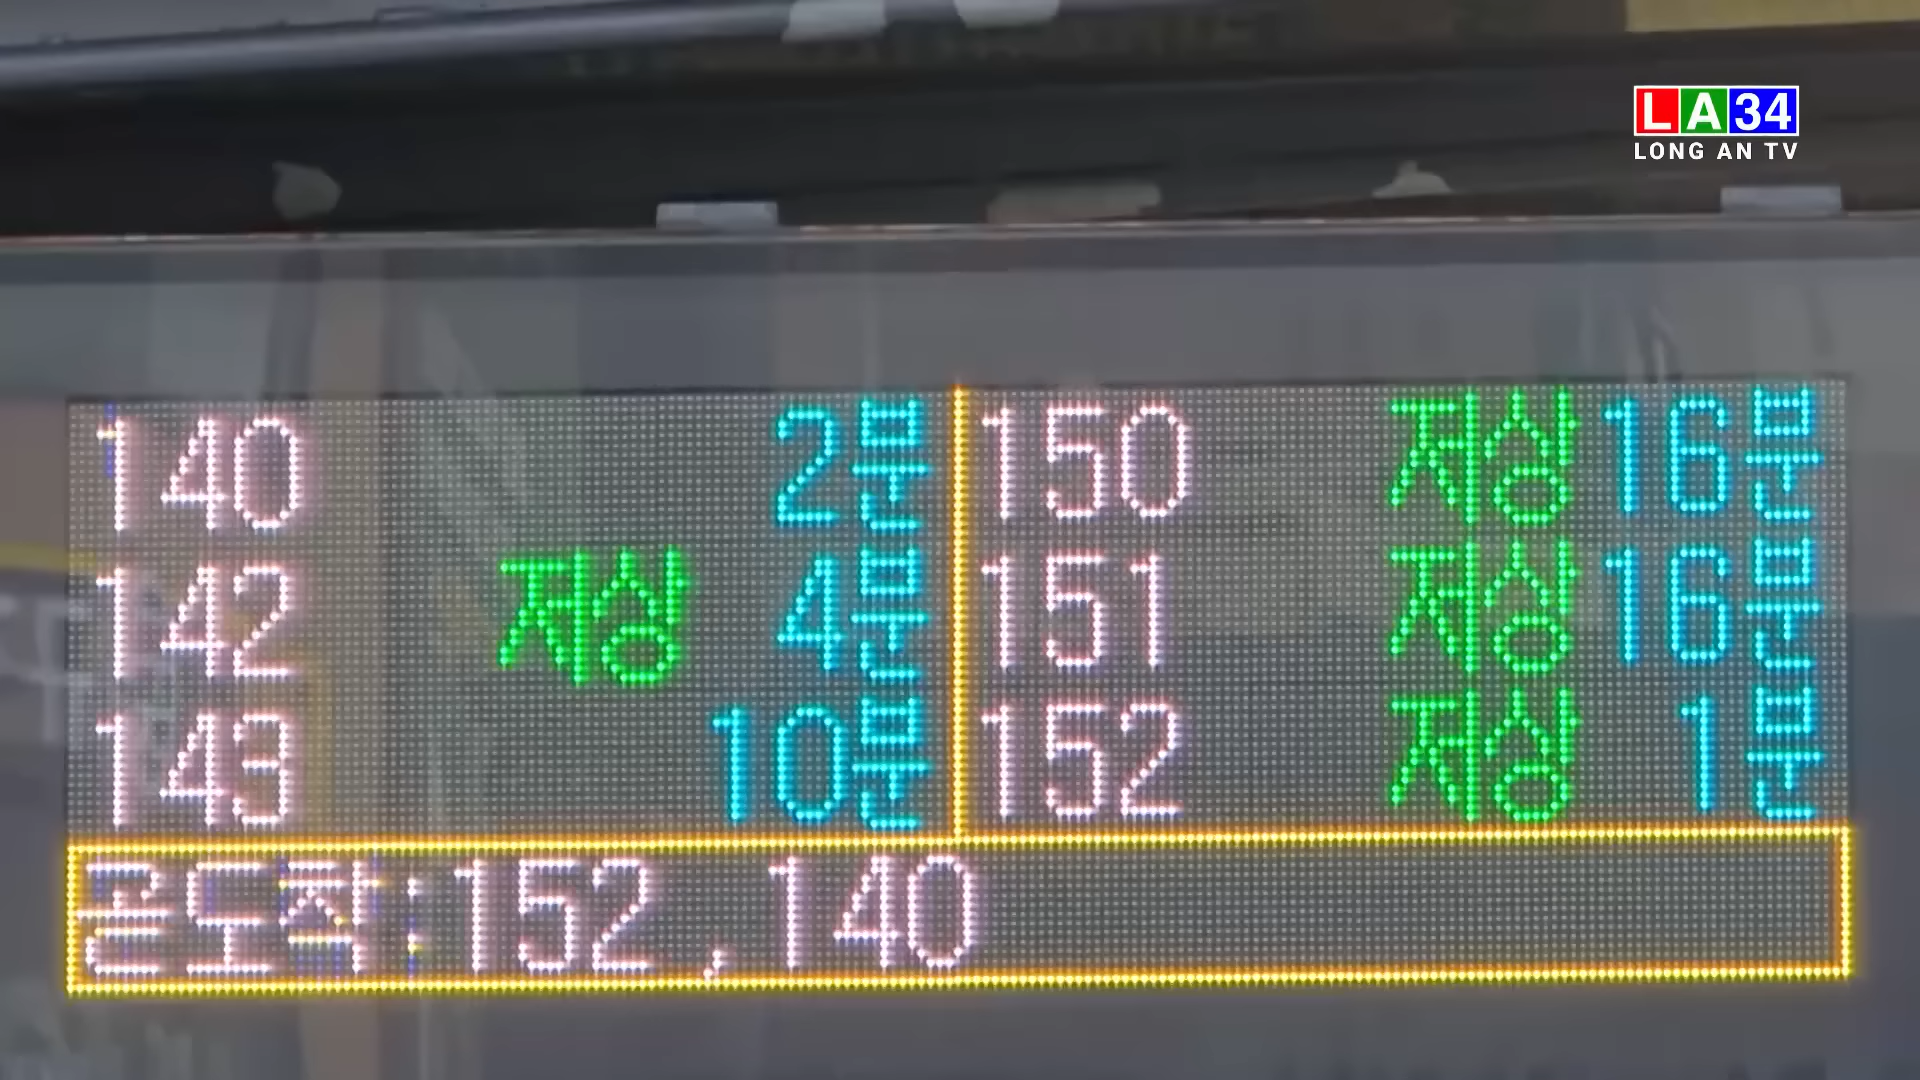 LA34
LONG AN TV
140 2분 150 저상 16분
142 저상 4분 151 저상 16분
143 10분 152 저상 1분
곧도착:152,140